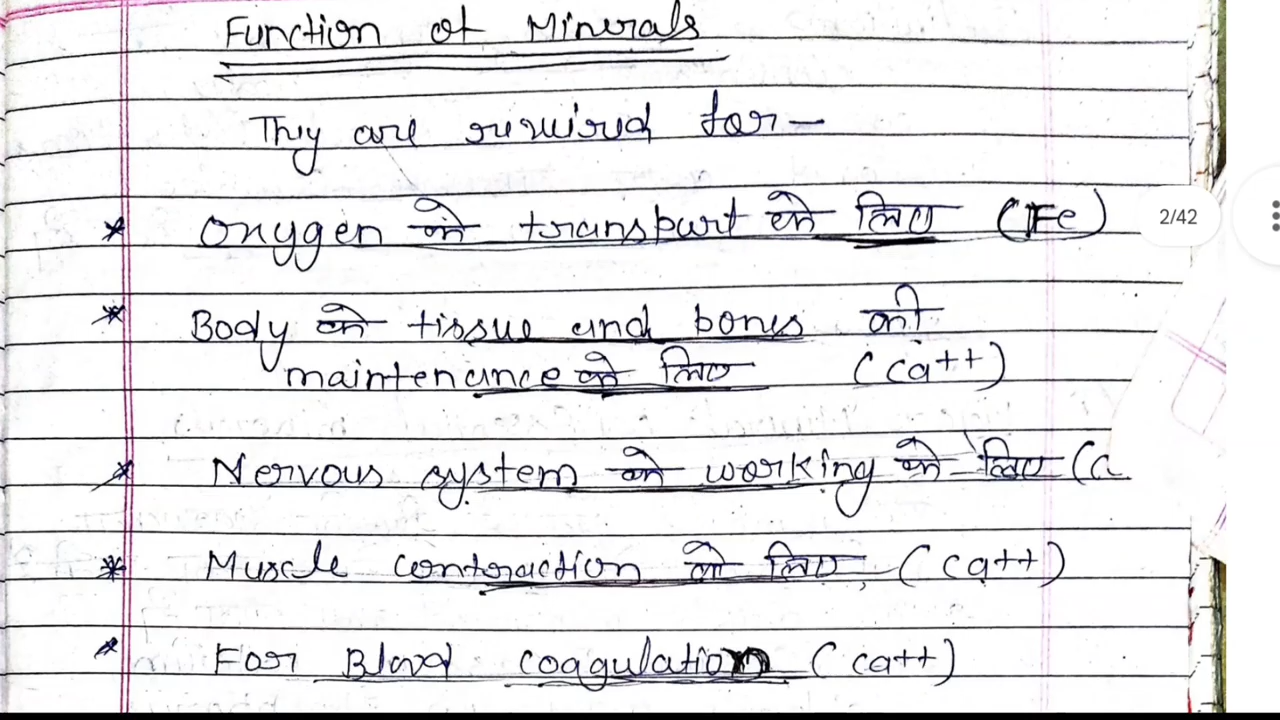 Function of Minerals
They are required for—
* Oxygen के transport के लिए (Fe)
2/42
* Body के tissue and bones की
maintenance के लिए (Ca++)
* Nervous system के working के लिए (Ca
* Muscle contraction के लिए (Ca++)
* For Blood coagulation (Ca++)